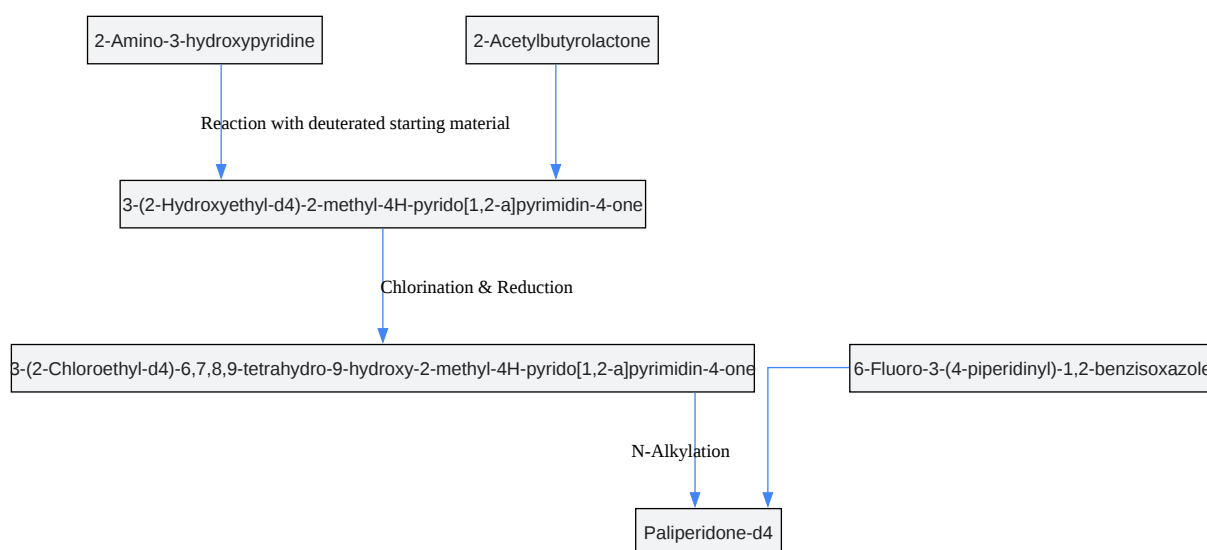 2-Amino-3-hydroxypyridine
2-Acetylbutyrolactone
Reaction with deuterated starting material
3-(2-Hydroxyethyl-d4)-2-methyl-4H-pyrido[1,2-a]pyrimidin-4-one
Chlorination & Reduction
3-(2-Chloroethyl-d4)-6,7,8,9-tetrahydro-9-hydroxy-2-methyl-4H-pyrido[1,2-a]pyrimidin-4-one
6-Fluoro-3-(4-piperidinyl)-1,2-benzisoxazole
N-Alkylation
Paliperidone-d4